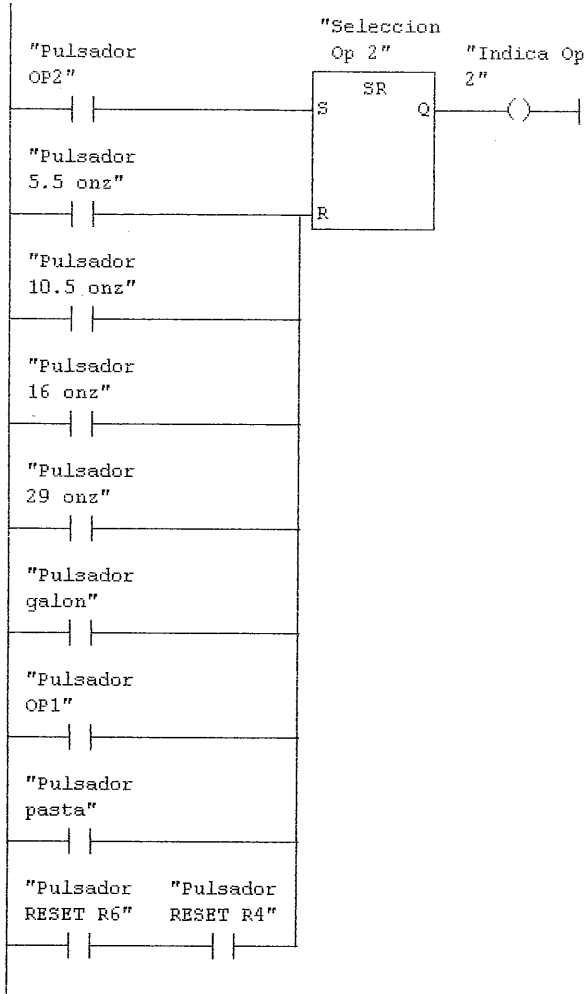 "Seleccion
Op 2"
"Pulsador
OP2"
"Indica Op
2"
SR
S
Q
"Pulsador
5.5 onz"
R
"Pulsador
10.5 onz"
"Pulsador
16 onz"
"Pulsador
29 onz"
"Pulsador
galon"
"Pulsador
OP1"
"Pulsador
pasta"
"Pulsador
RESET R6"
"Pulsador
RESET R4"